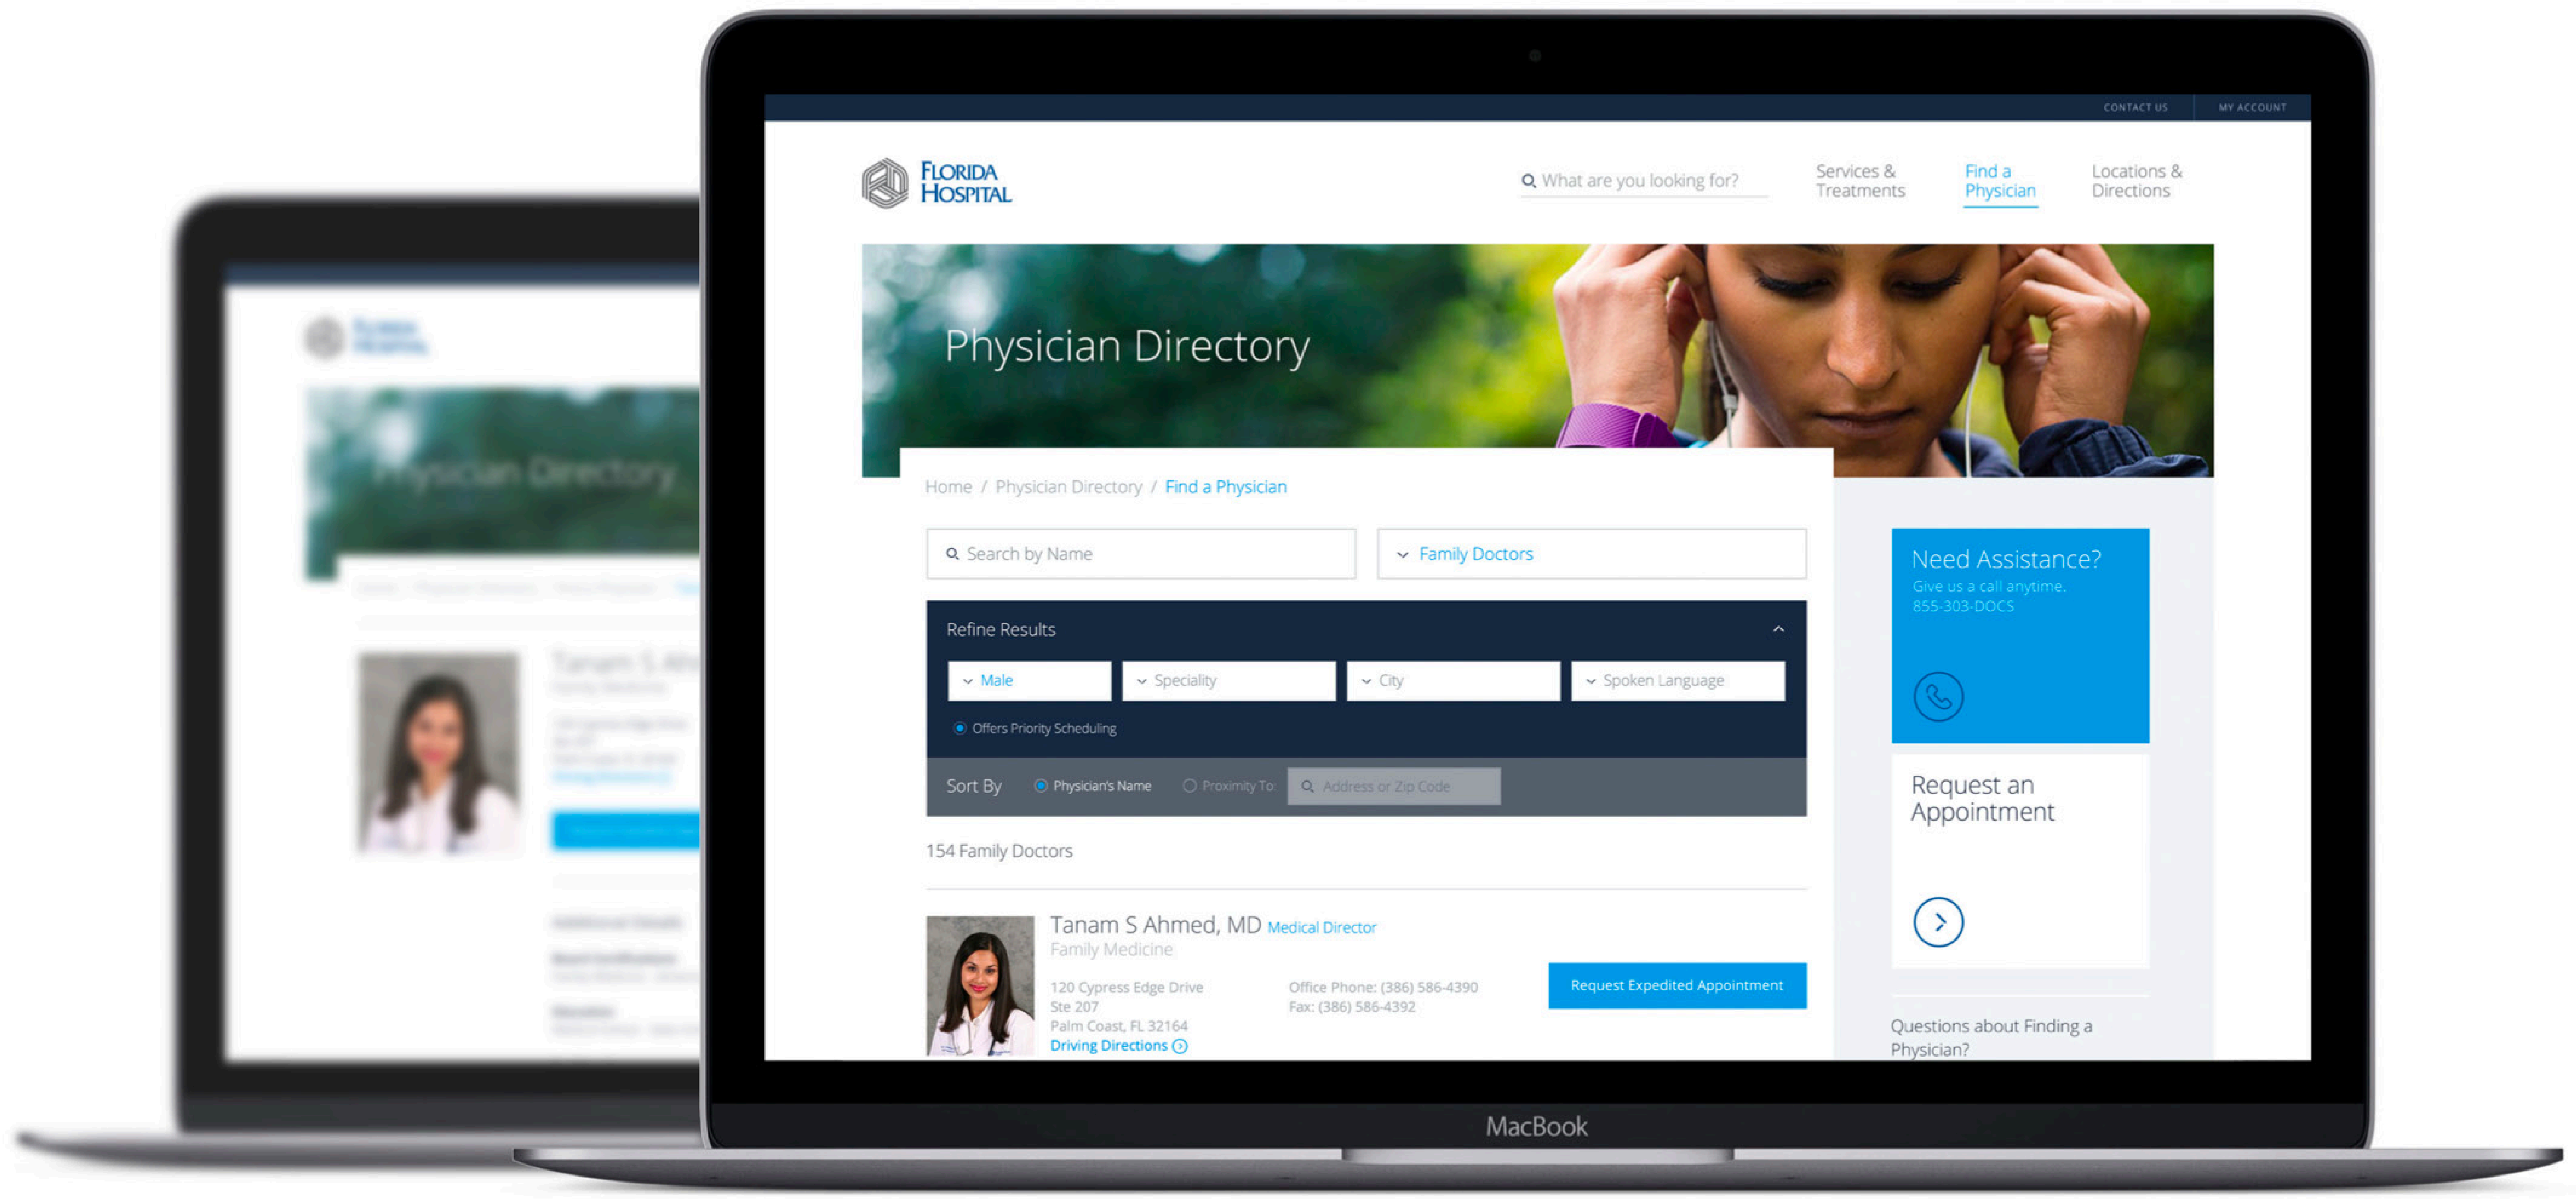 CONTACT US
MY ACCOUNT
FLORIDA
HOSPITAL
What are you looking for?
Services &
Treatments
Find a
Physician
Locations &
Directions
Physician Directory
Home / Physician Directory / Find a Physician
Search by Name
Family Doctors
Refine Results
Male
Speciality
City
Spoken Language
Offers Priority Scheduling
Sort By
Physician's Name
Proximity To:
Address or Zip Code
154 Family Doctors
Tanam S Ahmed, MD Medical Director
Family Medicine
120 Cypress Edge Drive
Ste 207
Palm Coast, FL 32164
Driving Directions
Office Phone: (386) 586-4390
Fax: (386) 586-4392
Request Expedited Appointment
Need Assistance?
Give us a call anytime.
855-303-DOCS
Request an
Appointment
Questions about Finding a
Physician?
MacBook
FLORIDA
HOSPITAL
Physician Directory
Tanam S